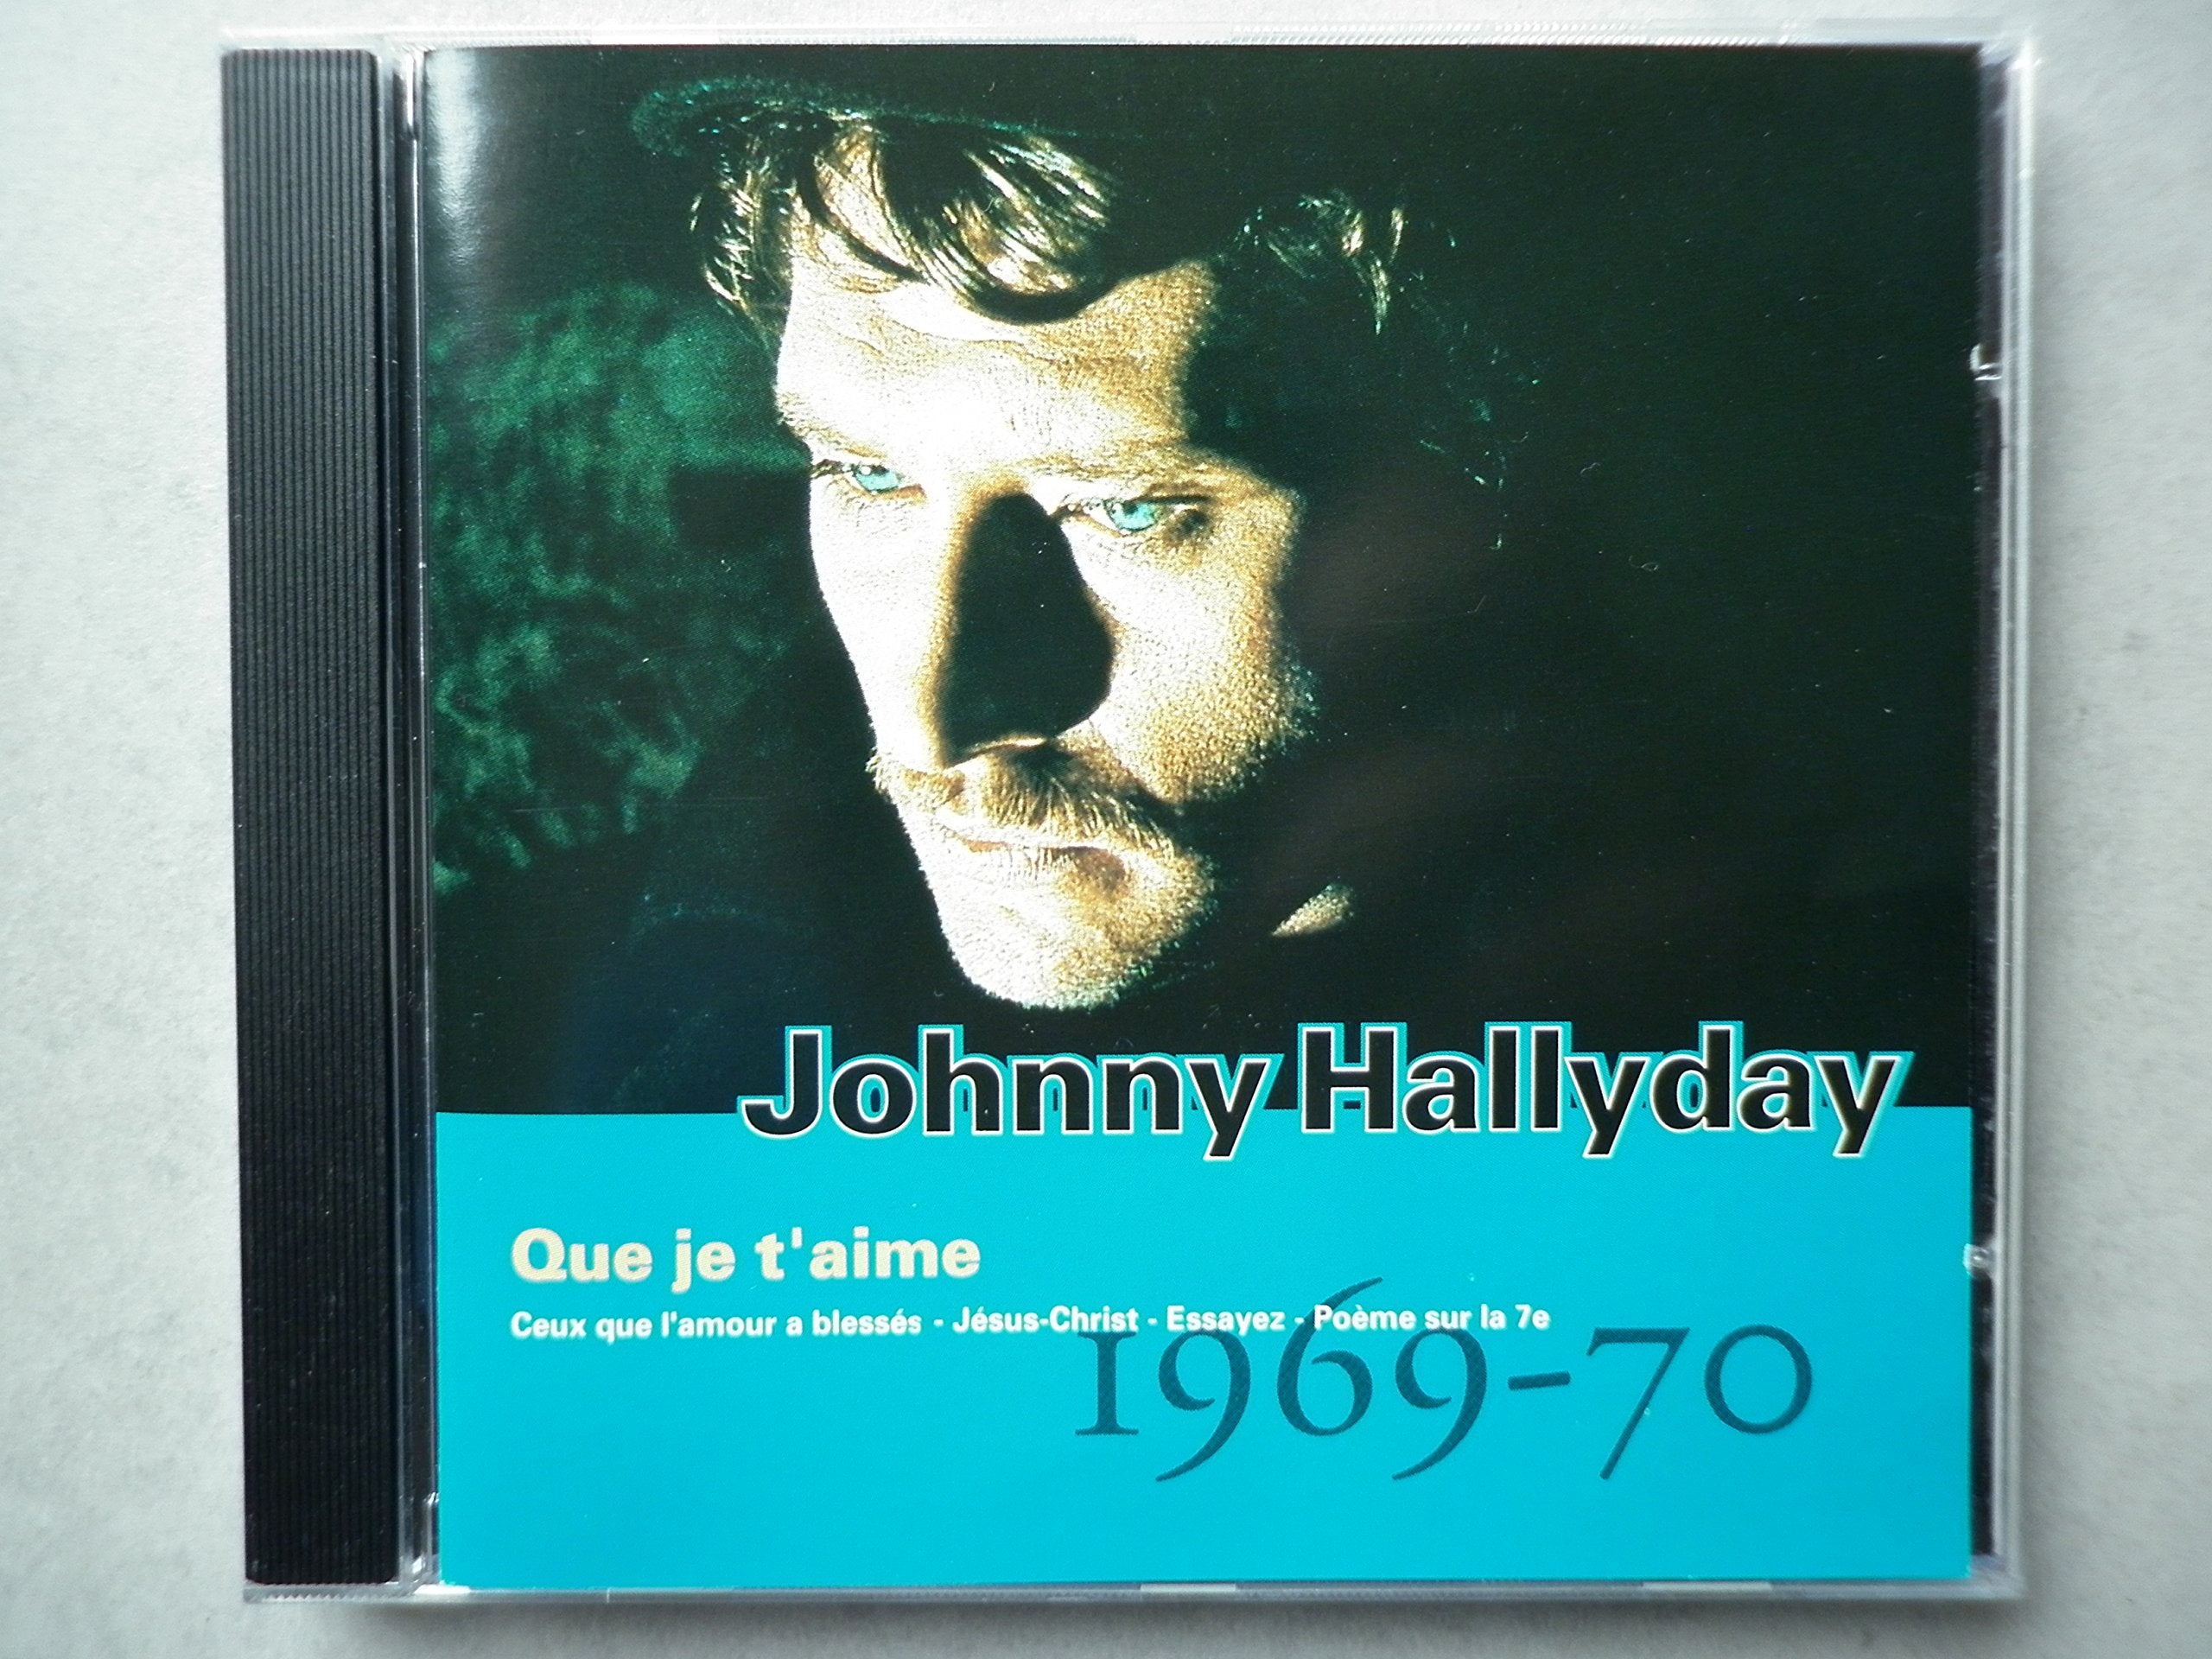 Johnny Hallyday
Que je t'aime
Ceux que l'amour a blessés - Jésus-Christ - Essayez - Poème sur la 7e
1969-70